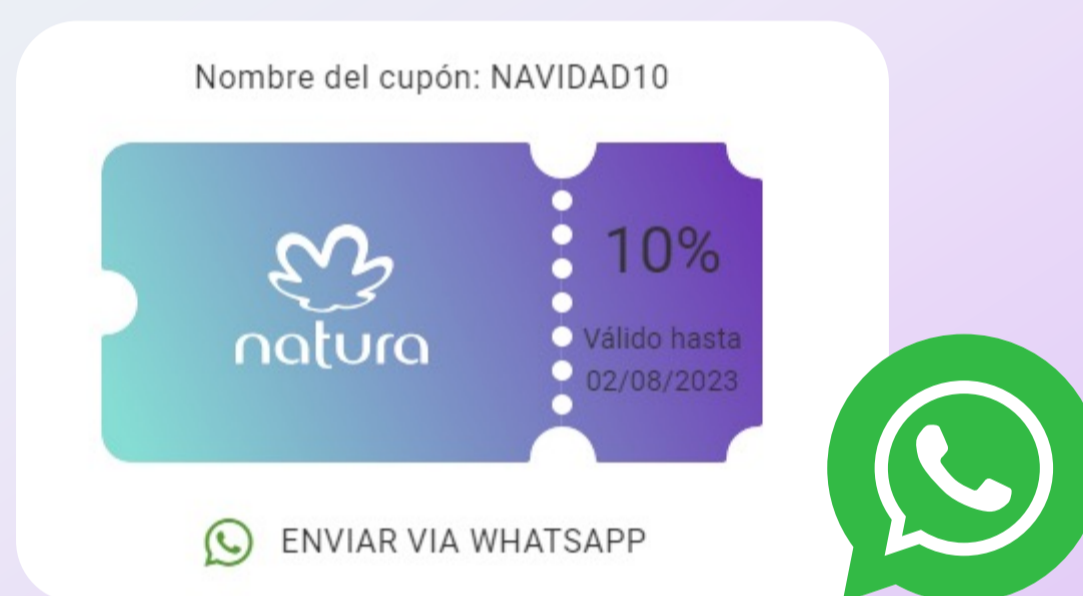 Nombre del cupón: NAVIDAD10
natura
10%
Válido hasta
02/08/2023
ENVIAR VIA WHATSAPP